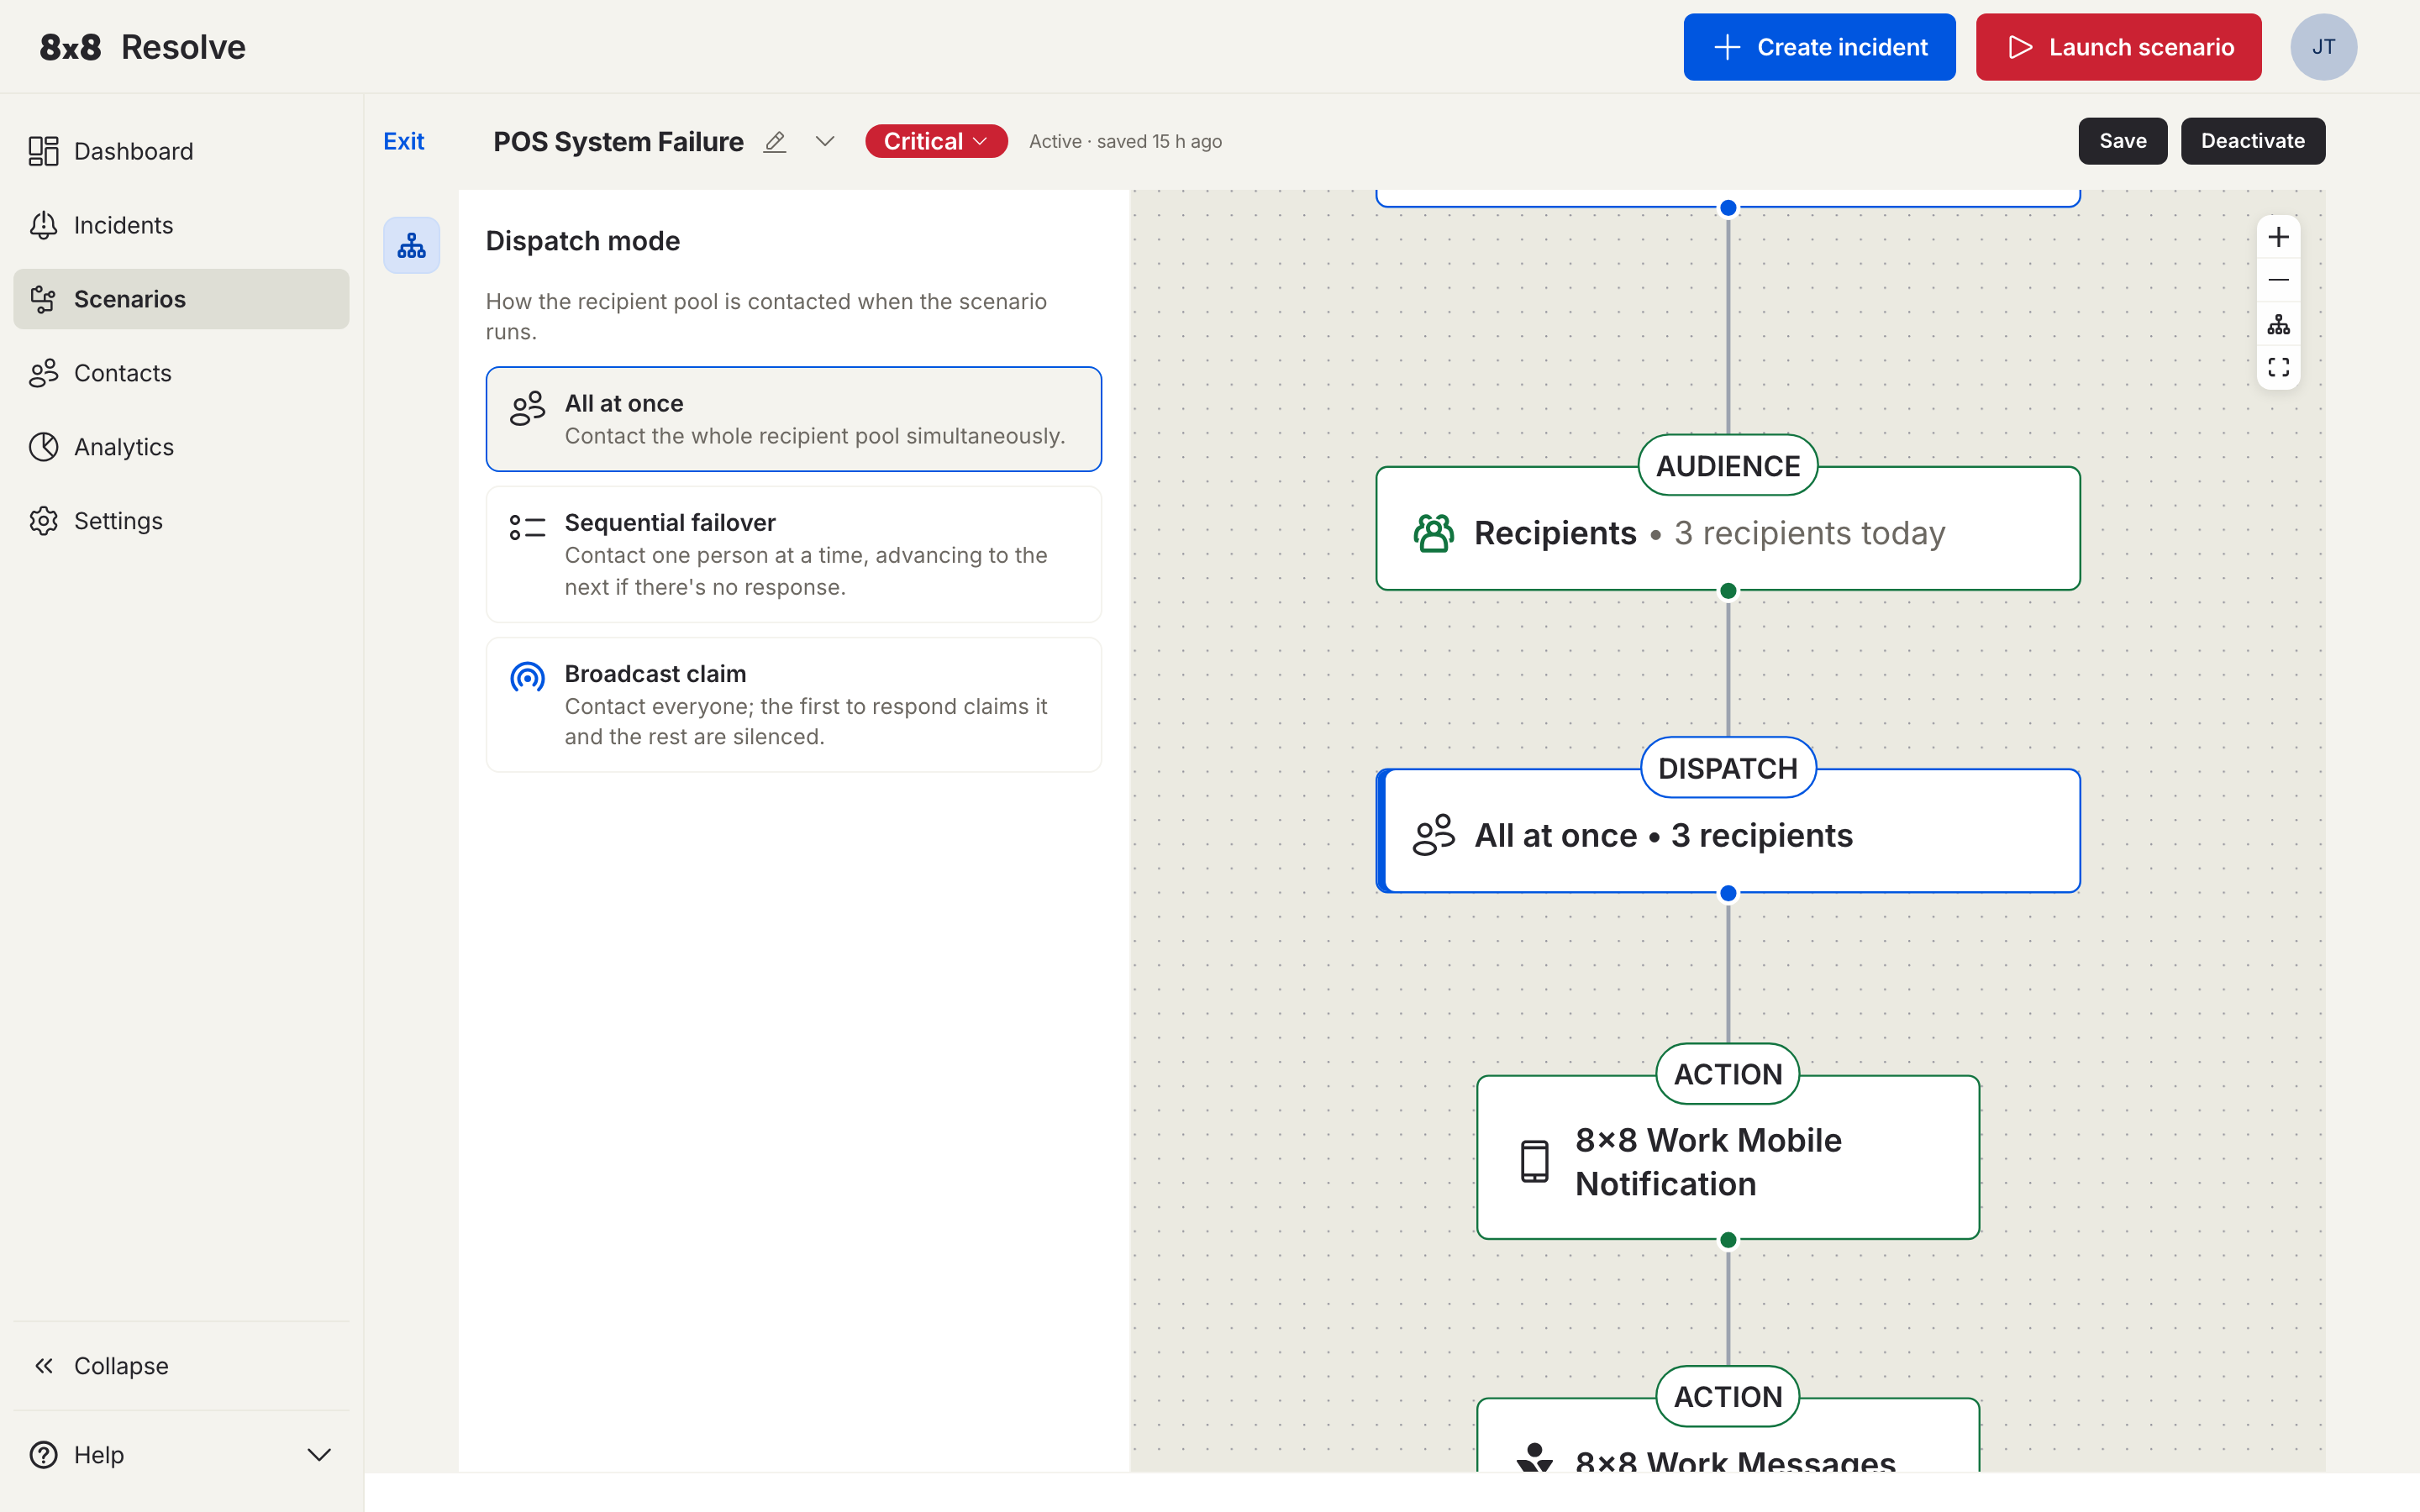 8x8 Resolve
Create incident
Launch scenario
JT
Dashboard
Incidents
Scenarios
Contacts
Analytics
Settings
Collapse
Help
Exit
POS System Failure
Critical
Active · saved 15 h ago
Save
Deactivate
Dispatch mode
How the recipient pool is contacted when the scenario
runs.
All at once
Contact the whole recipient pool simultaneously.
Sequential failover
Contact one person at a time, advancing to the
next if there's no response.
Broadcast claim
Contact everyone; the first to respond claims it
and the rest are silenced.
AUDIENCE
Recipients • 3 recipients today
DISPATCH
All at once • 3 recipients
ACTION
8×8 Work Mobile
Notification
ACTION
8×8 Work Messages